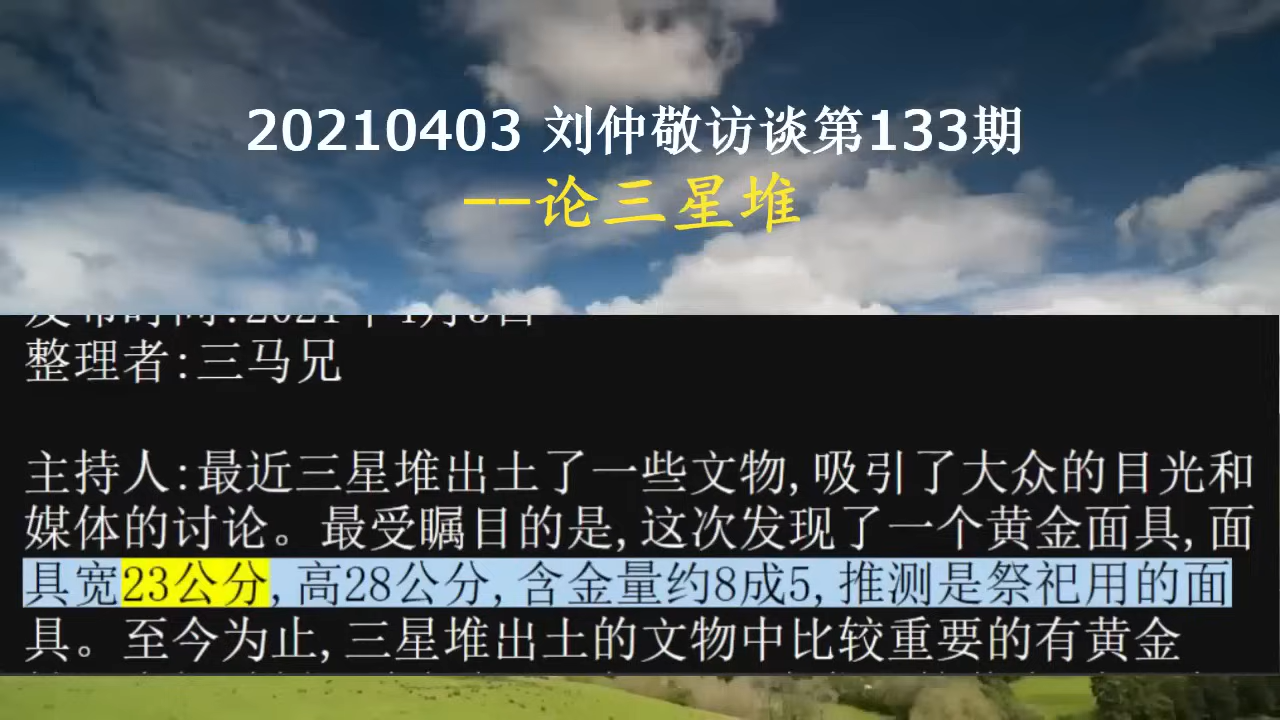 20210403 刘仲敬访谈第133期
--论三星堆
整理者:三马兄
主持人:最近三星堆出土了一些文物,吸引了大众的目光和
媒体的讨论。最受瞩目的是,这次发现了一个黄金面具,面
具宽23公分,高28公分,含金量约8成5,推测是祭祀用的面
具。至今为止,三星堆出土的文物中比较重要的有黄金